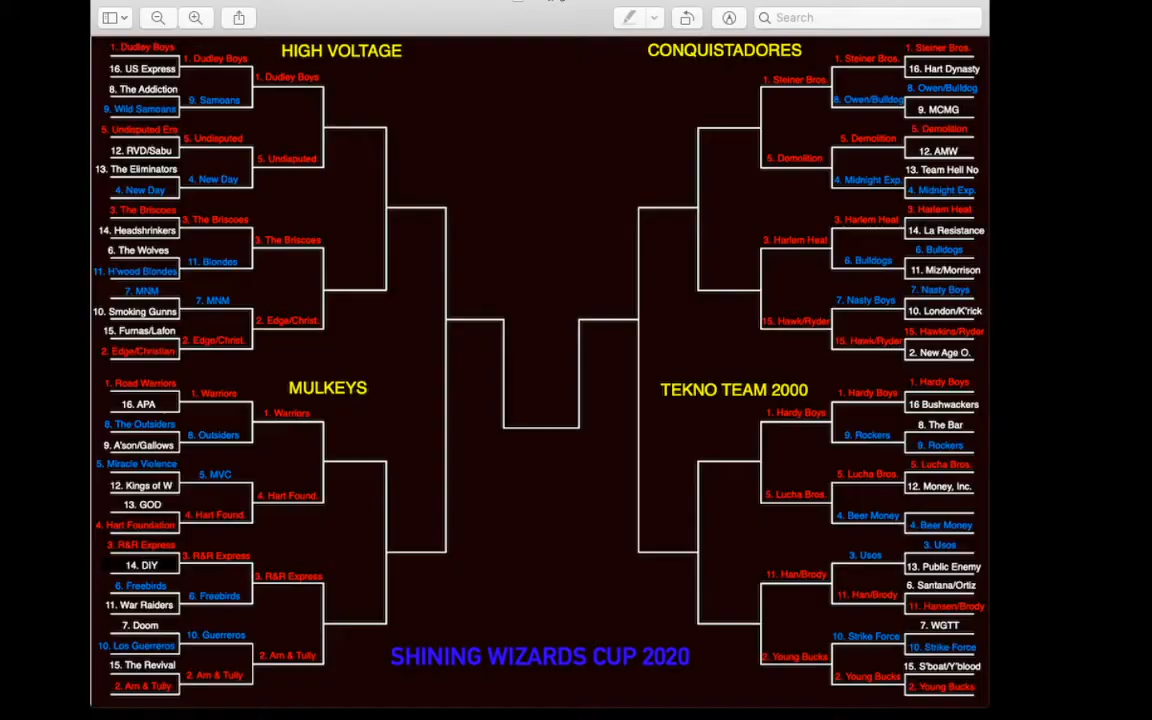 Search
HIGH VOLTAGE
1. Dudley Boys
16. US Express
8. The Addiction
9. Wild Samoans
5. Undisputed Era
12. RVD/Sabu
13. The Eliminators
4. New Day
3. The Briscoes
14. Headshrinkers
6. The Wolves
11. H'wood Blondes
7. MNM
10. Smoking Gunns
15. Furnas/Lafon
2. Edge/Christian
1. Dudley Boys
9. Samoans
5. Undisputed
4. New Day
3. The Briscoes
11. Blondes
7. MNM
2. Edge/Christ.
1. Dudley Boys
5. Undisputed
3. The Briscoes
2. Edge/Christ.
MULKEYS
1. Road Warriors
16. APA
8. The Outsiders
9. A'son/Gallows
5. Miracle Violence
12. Kings of W
13. GOD
4. Hart Foundation
3. R&R Express
14. DIY
6. Freebirds
11. War Raiders
7. Doom
10. Los Guerreros
15. The Revival
2. Arn & Tully
1. Warriors
8. Outsiders
5. MVC
4. Hart Found.
3. R&R Express
6. Freebirds
10. Guerreros
2. Arn & Tully
1. Warriors
4. Hart Found.
3. R&R Express
2. Arn & Tully
CONQUISTADORES
1. Steiner Bros.
5. Demolition
3. Harlem Heat
15. Hawk/Ryder
1. Steiner Bros.
8. Owen/Bulldog
5. Demolition
4. Midnight Exp.
3. Harlem Heat
6. Bulldogs
7. Nasty Boys
15. Hawk/Ryder
1. Steiner Bros.
16. Hart Dynasty
8. Owen/Bulldog
9. MCMG
5. Demolition
12. AMW
13. Team Hell No
4. Midnight Exp.
3. Harlem Heat
14. La Resistance
6. Bulldogs
11. Miz/Morrison
7. Nasty Boys
10. London/K'rick
15. Hawkins/Ryder
2. New Age O.
TEKNO TEAM 2000
1. Hardy Boys
5. Lucha Bros.
11. Han/Brody
2. Young Bucks
1. Hardy Boys
9. Rockers
5. Lucha Bros.
4. Beer Money
3. Usos
11. Han/Brody
10. Strike Force
2. Young Bucks
1. Hardy Boys
16 Bushwackers
8. The Bar
9. Rockers
5. Lucha Bros.
12. Money, Inc.
4. Beer Money
3. Usos
13. Public Enemy
6. Santana/Ortiz
11. Hansen/Brody
7. WGTT
10. Strike Force
15. S'boat/Y'blood
2. Young Bucks
SHINING WIZARDS CUP 2020